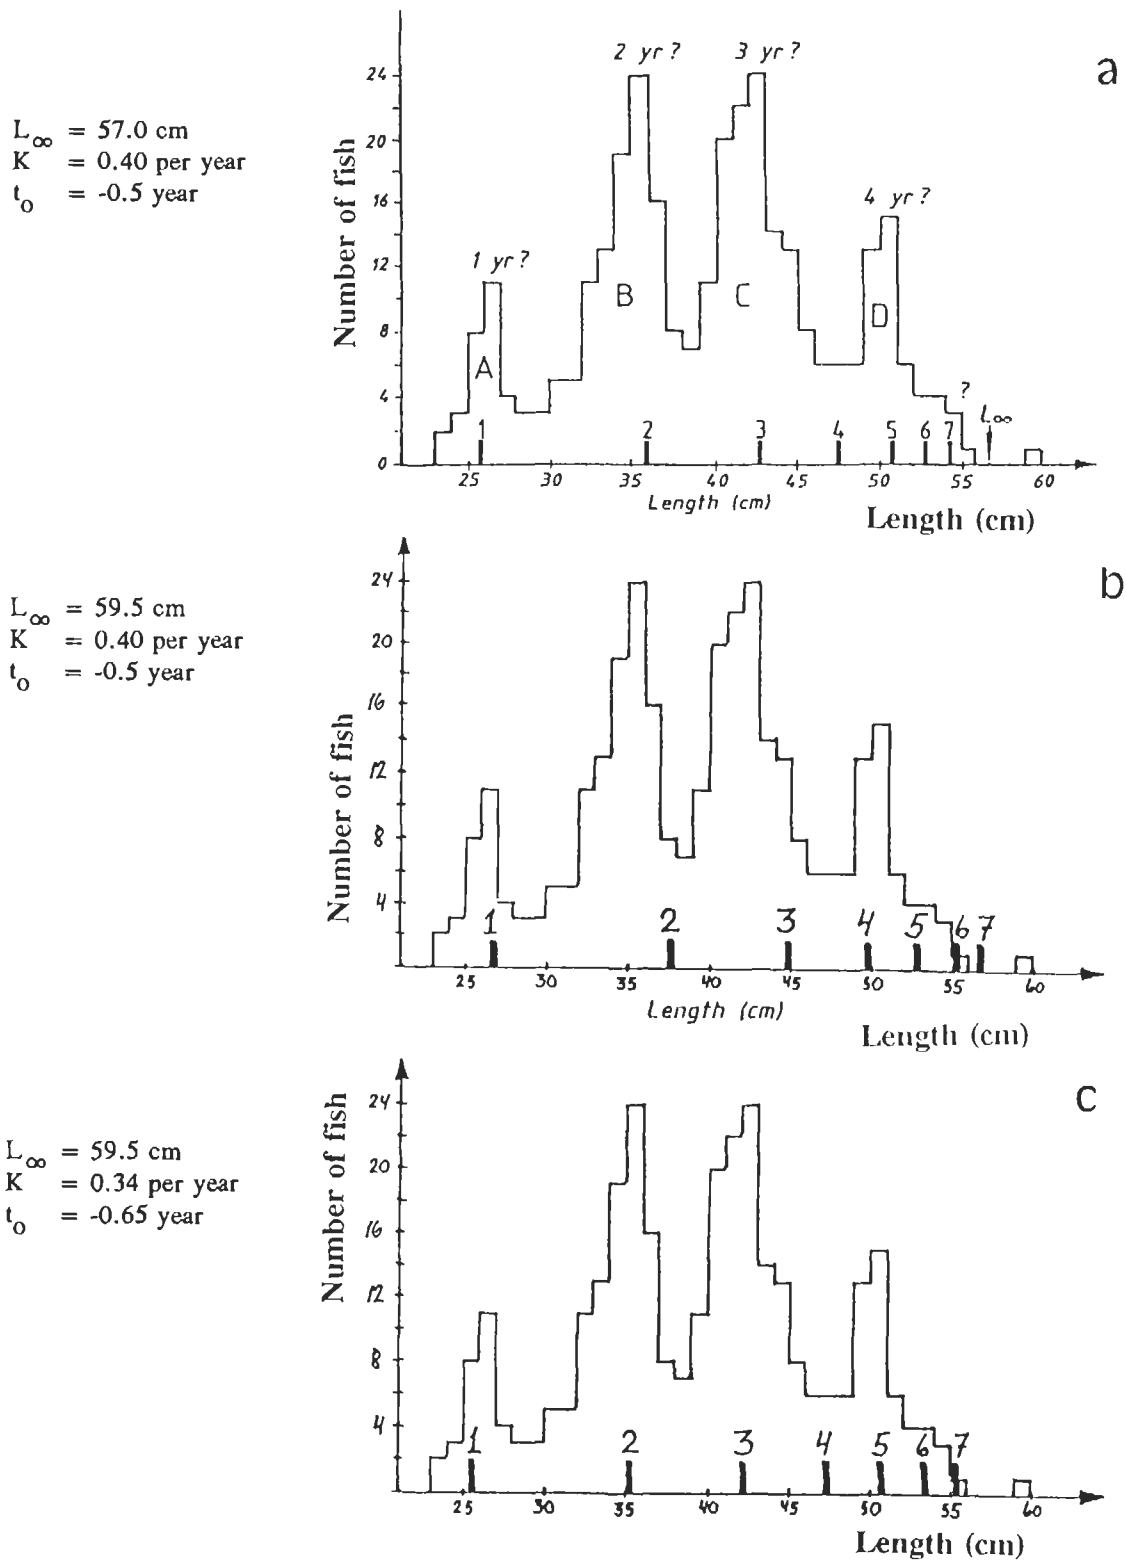 a
2 yr ?
3 yr ?
L∞ = 57.0 cm
K = 0.40 per year
to = -0.5 year
4 yr ?
1 yr ?
Number of fish
24
20
16
12
8
4
0
A
B
C
D
?
L∞
1 2 3 4 5 6 7
25 30 35 40 45 50 55 60
Length (cm)
Length (cm)
b
L∞ = 59.5 cm
K = 0.40 per year
to = -0.5 year
Number of fish
24
20
16
12
8
4
1 2 3 4 5 6 7
25 30 35 40 45 50 55 60
Length (cm)
Length (cm)
c
L∞ = 59.5 cm
K = 0.34 per year
to = -0.65 year
Number of fish
24
20
16
12
8
4
1 2 3 4 5 6 7
25 30 35 40 45 50 55 60
Length (cm)